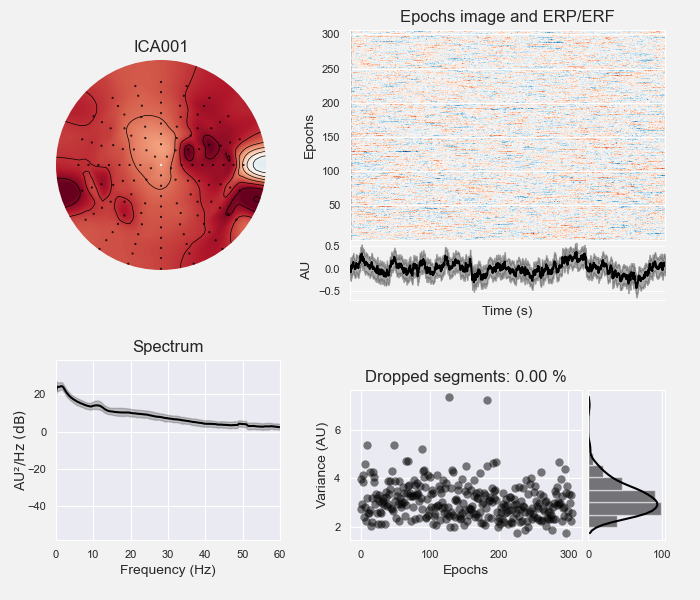 ICA001
Epochs image and ERP/ERF
300
250
200
150
100
50
Epochs
0.5
0.0
−0.5
AU
Time (s)
Spectrum
20
0
−20
−40
AU²/Hz (dB)
0 10 20 30 40 50 60
Frequency (Hz)
Dropped segments: 0.00 %
6
4
2
Variance (AU)
0 100 200 300
Epochs
0 100